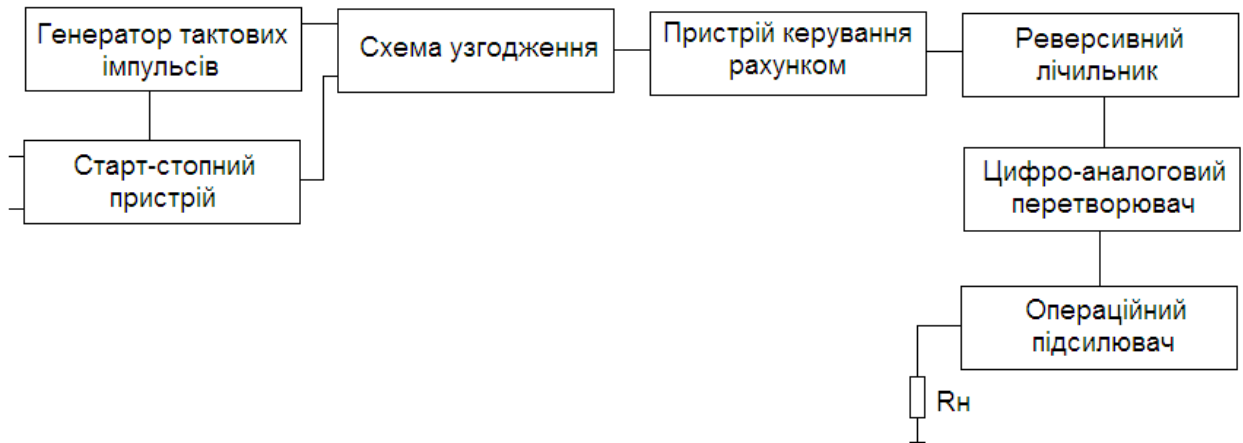 Генератор тактових
імпульсів
Схема узгодження
Пристрій керування
рахунком
Реверсивний
лічильник
Старт-стопний
пристрій
Цифро-аналоговий
перетворювач
Операційний
підсилювач
Rн